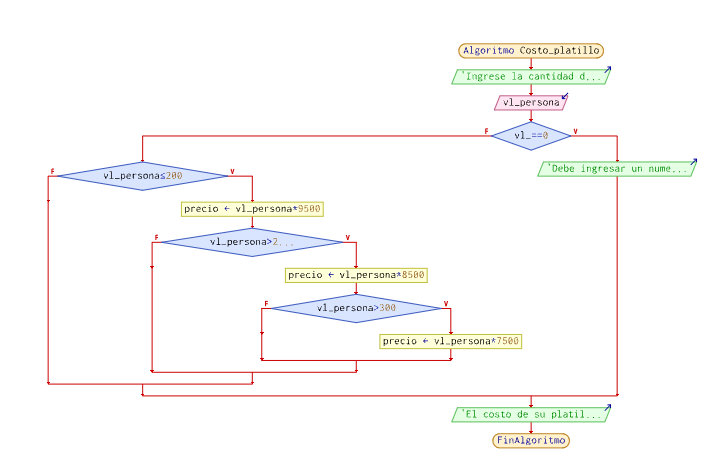 Algoritmo Costo_platillo
`Ingrese la cantidad d...
vl_persona
vl_==0
F
V
`Debe ingresar un nume...
vl_persona≤200
F
V
precio ← vl_persona*9500
vl_persona>2...
F
V
precio ← vl_persona*8500
vl_persona>300
F
V
precio ← vl_persona*7500
`El costo de su platil...
FinAlgoritmo